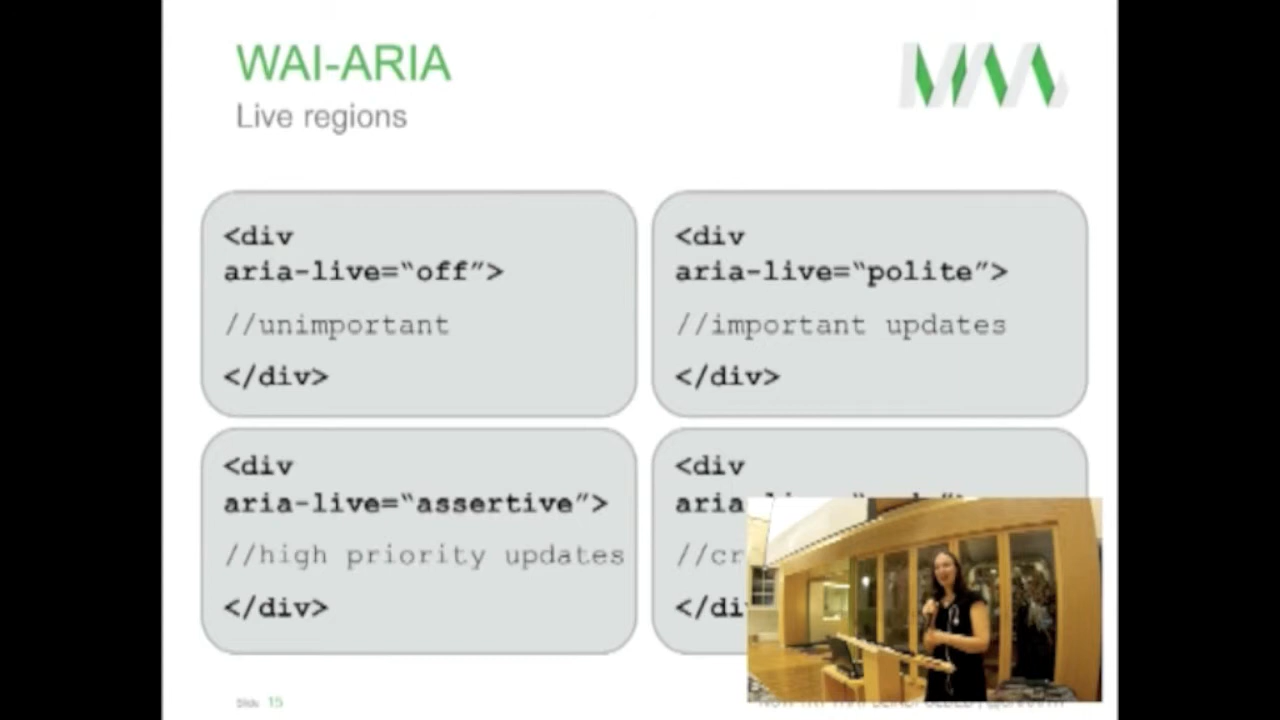 WAI-ARIA
Live regions
<div
aria-live=“off”>
//unimportant
</div>
<div
aria-live=“polite”>
//important updates
</div>
<div
aria-live=“assertive”>
//high priority updates
</div>
<div
Slide 15